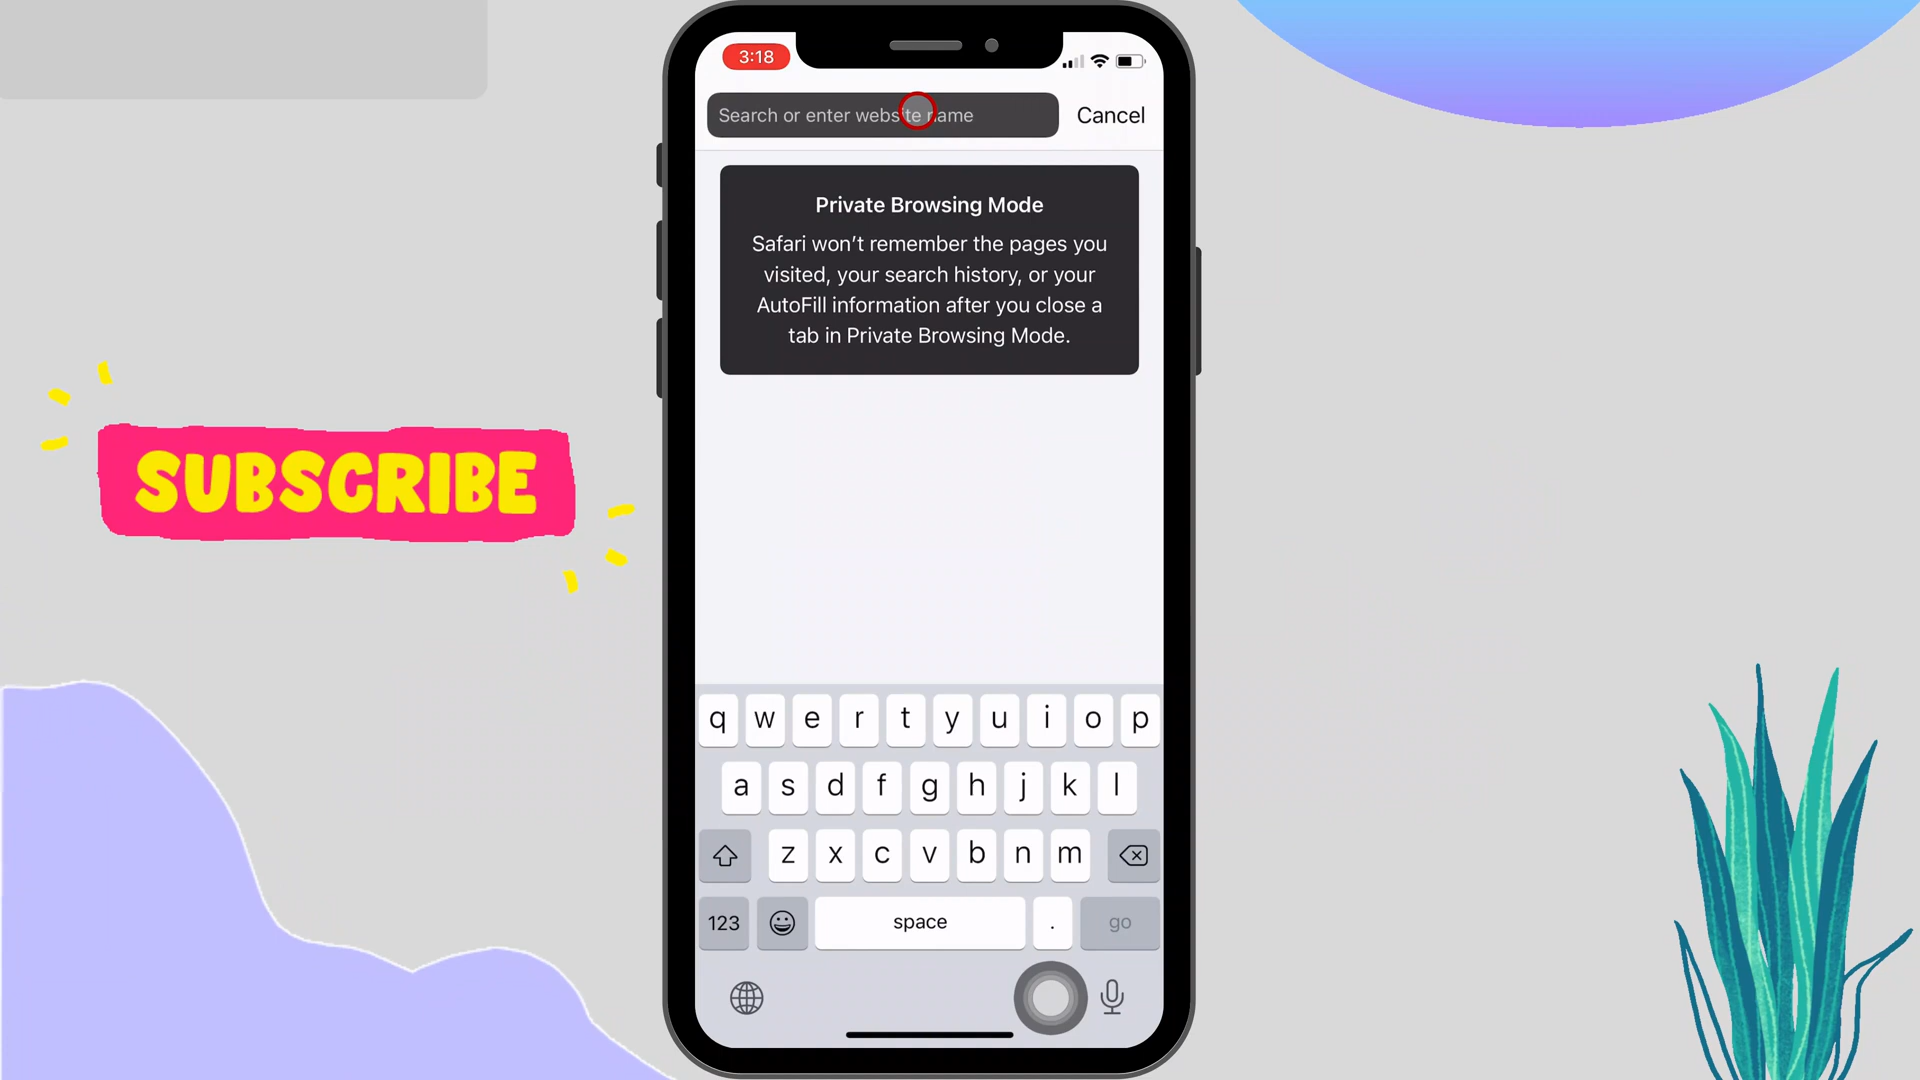 3:18
Search or enter website name
Cancel
Private Browsing Mode
Safari won’t remember the pages you
visited, your search history, or your
AutoFill information after you close a
tab in Private Browsing Mode.
SUBSCRIBE
q w e r t y u i o p
a s d f g h j k l
z x c v b n m
123 space . go